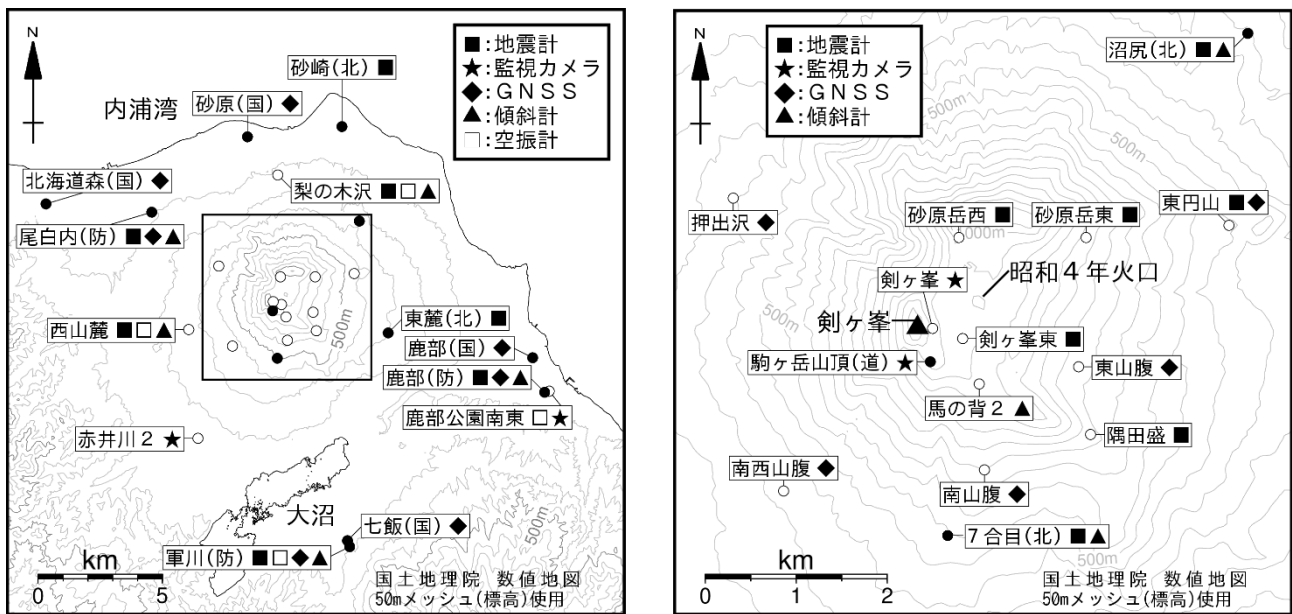 N
■:地震計
★:監視カメラ
◆:GNSS
▲:傾斜計
□:空振計
砂崎(北)■
内浦湾
砂原(国)◆
北海道森(国)◆
梨の木沢■□▲
尾白内(防)■◆▲
500m
西山麓■□▲
東麓(北)■
鹿部(国)◆
鹿部(防)■◆▲
鹿部公園南東□★
赤井川2★
大沼
七飯(国)◆
500m
軍川(防)■□◆▲
km
0 5
国土地理院 数値地図
50mメッシュ(標高)使用
N
■:地震計
★:監視カメラ
◆:GNSS
▲:傾斜計
沼尻(北)■▲
500m
500m
押出沢◆
砂原岳西■
砂原岳東■
東円山■◆
1000m
昭和4年火口
剣ヶ峯★
剣ヶ峯
剣ヶ峯東■
駒ヶ岳山頂(道)★
東山腹◆
馬の背2▲
隅田盛■
南西山腹◆
南山腹◆
7合目(北)■▲
500m
km
0 1 2
国土地理院 数値地図
50mメッシュ(標高)使用